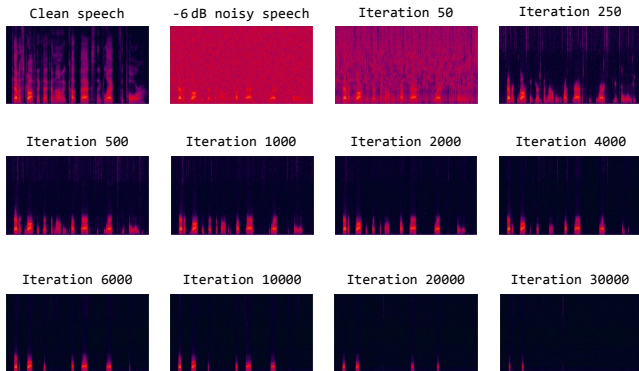 Clean speech
-6 dB noisy speech
Iteration 50
Iteration 250
Iteration 500
Iteration 1000
Iteration 2000
Iteration 4000
Iteration 6000
Iteration 10000
Iteration 20000
Iteration 30000